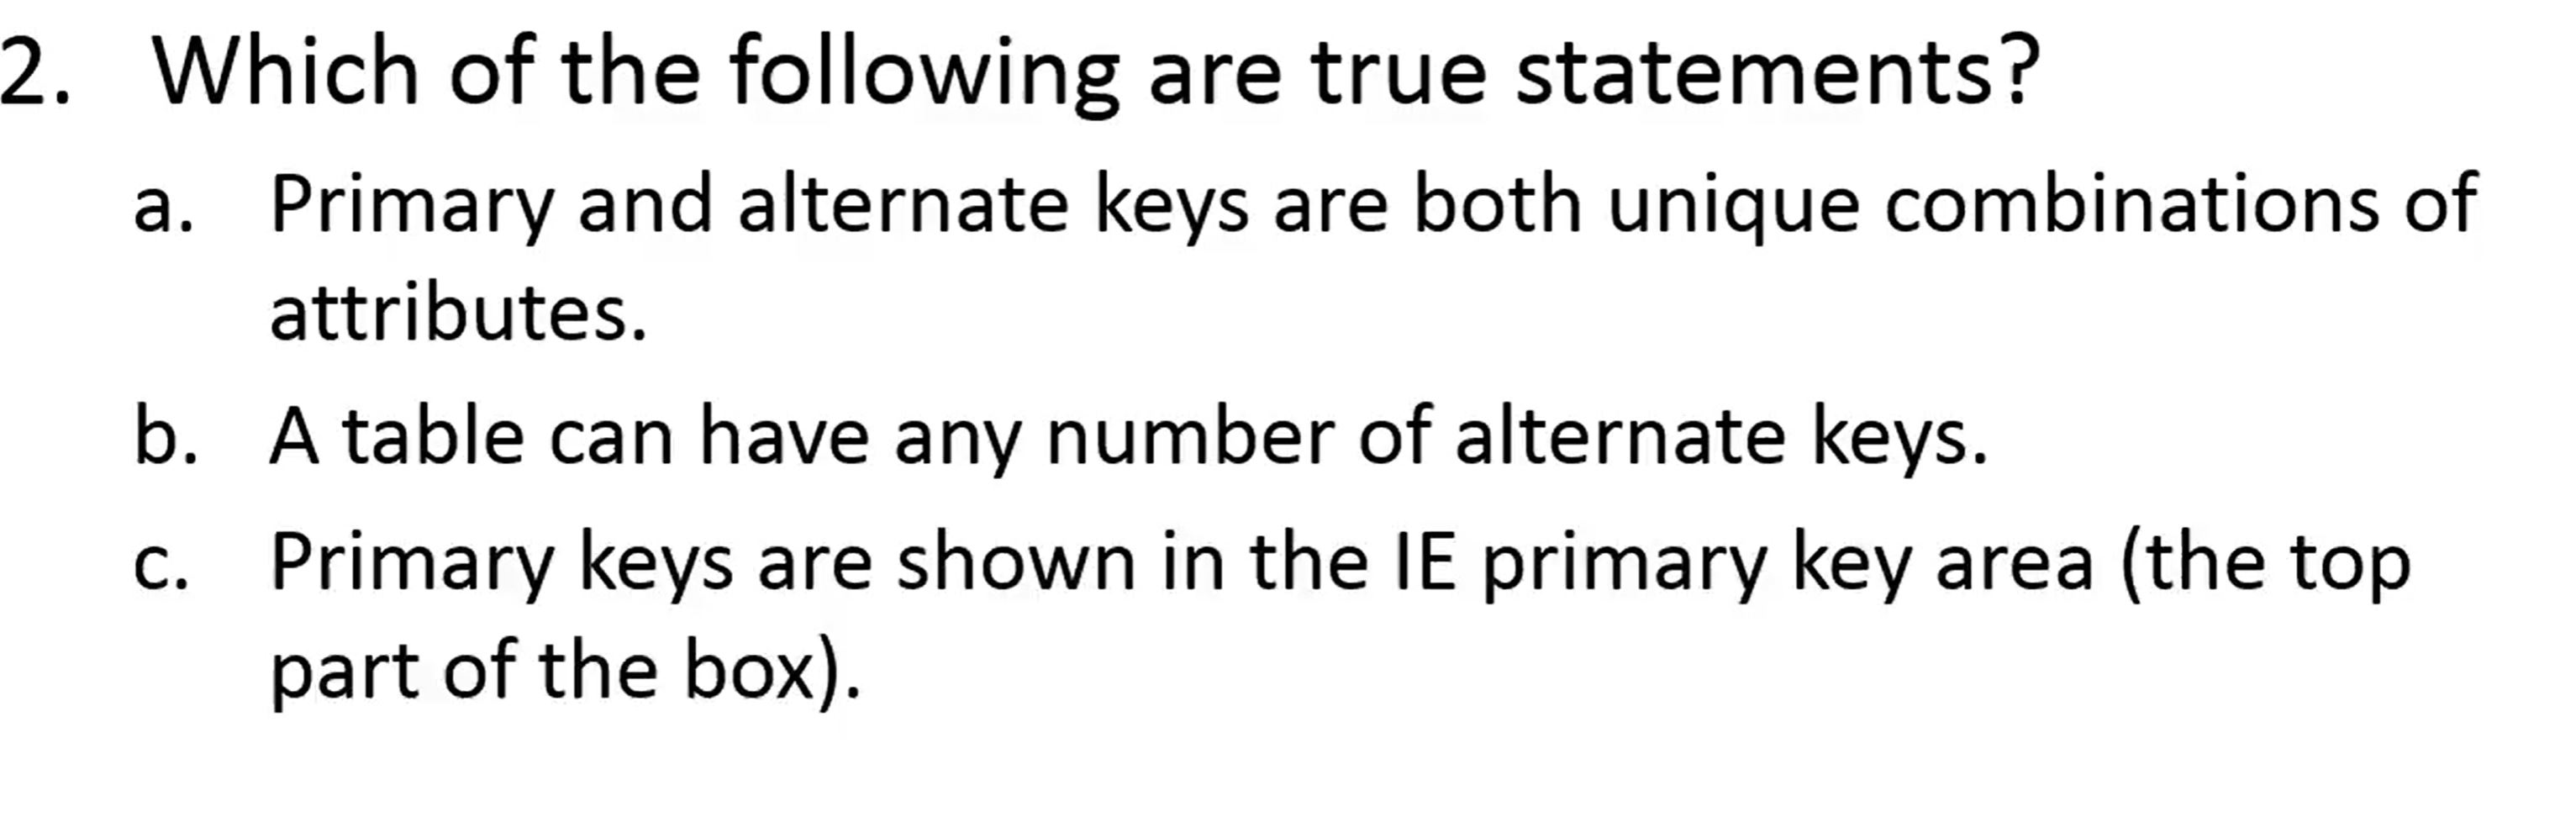 2. Which of the following are true statements?
a. Primary and alternate keys are both unique combinations of
attributes.
b. A table can have any number of alternate keys.
c. Primary keys are shown in the IE primary key area (the top
part of the box).